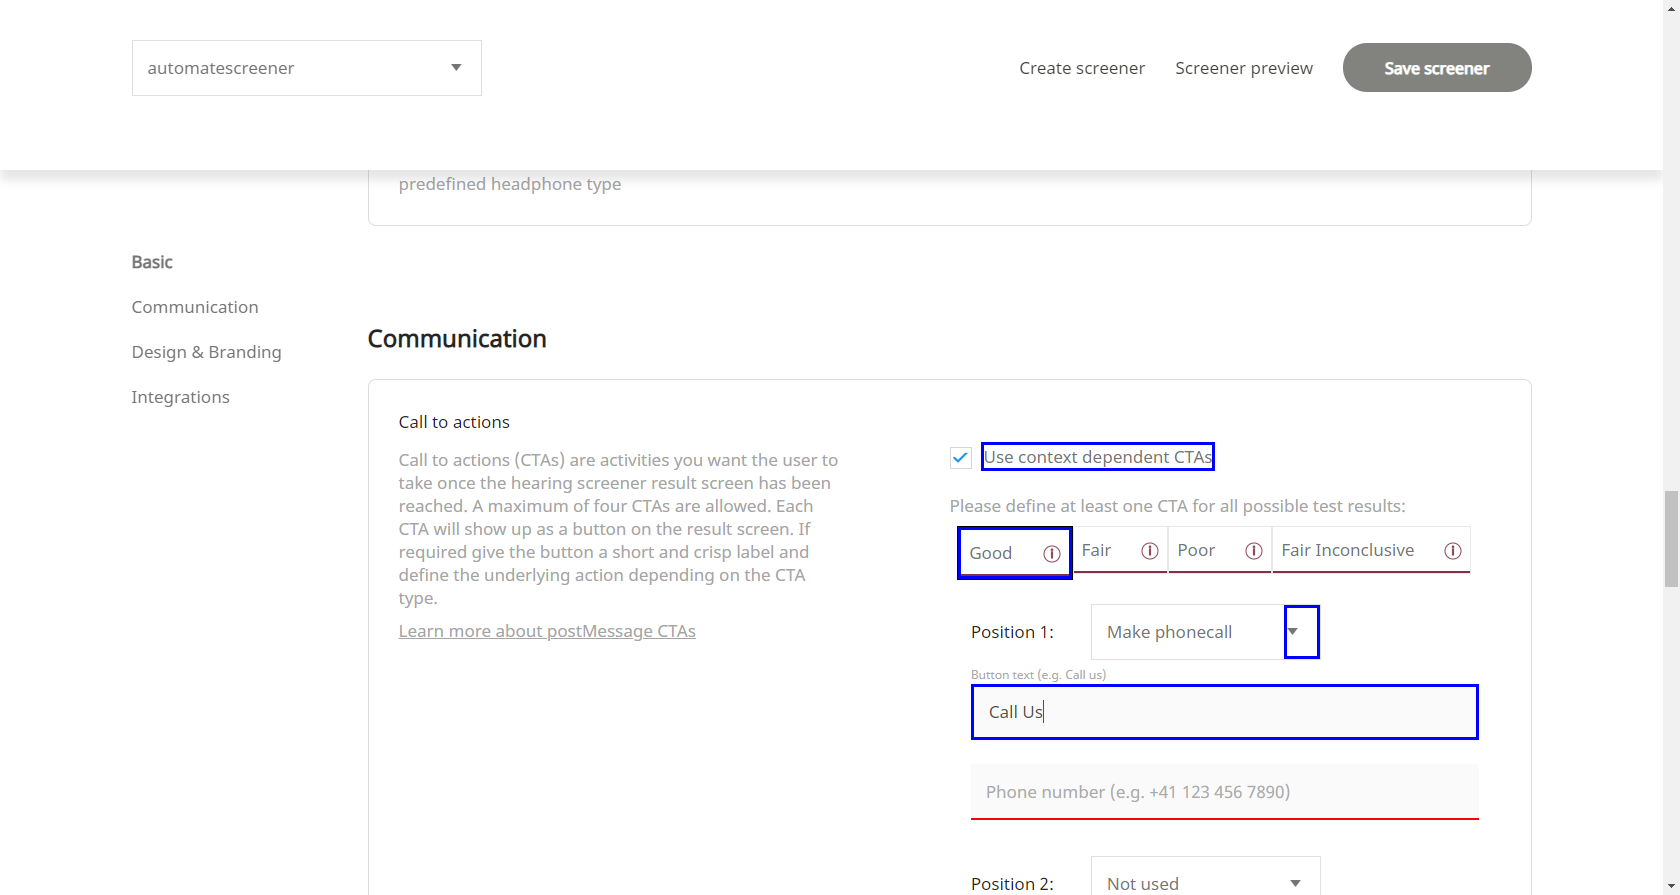 automatescreener
Create screener
Screener preview
Save screener
predefined headphone type
Basic
Communication
Design & Branding
Integrations
Communication
Call to actions
Call to actions (CTAs) are activities you want the user to
take once the hearing screener result screen has been
reached. A maximum of four CTAs are allowed. Each
CTA will show up as a button on the result screen. If
required give the button a short and crisp label and
define the underlying action depending on the CTA
type.
Learn more about postMessage CTAs
Use context dependent CTAs
Please define at least one CTA for all possible test results:
Good
Fair
Poor
Fair Inconclusive
Position 1:
Make phonecall
Button text (e.g. Call us)
Call Us
Phone number (e.g. +41 123 456 7890)
Position 2:
Not used